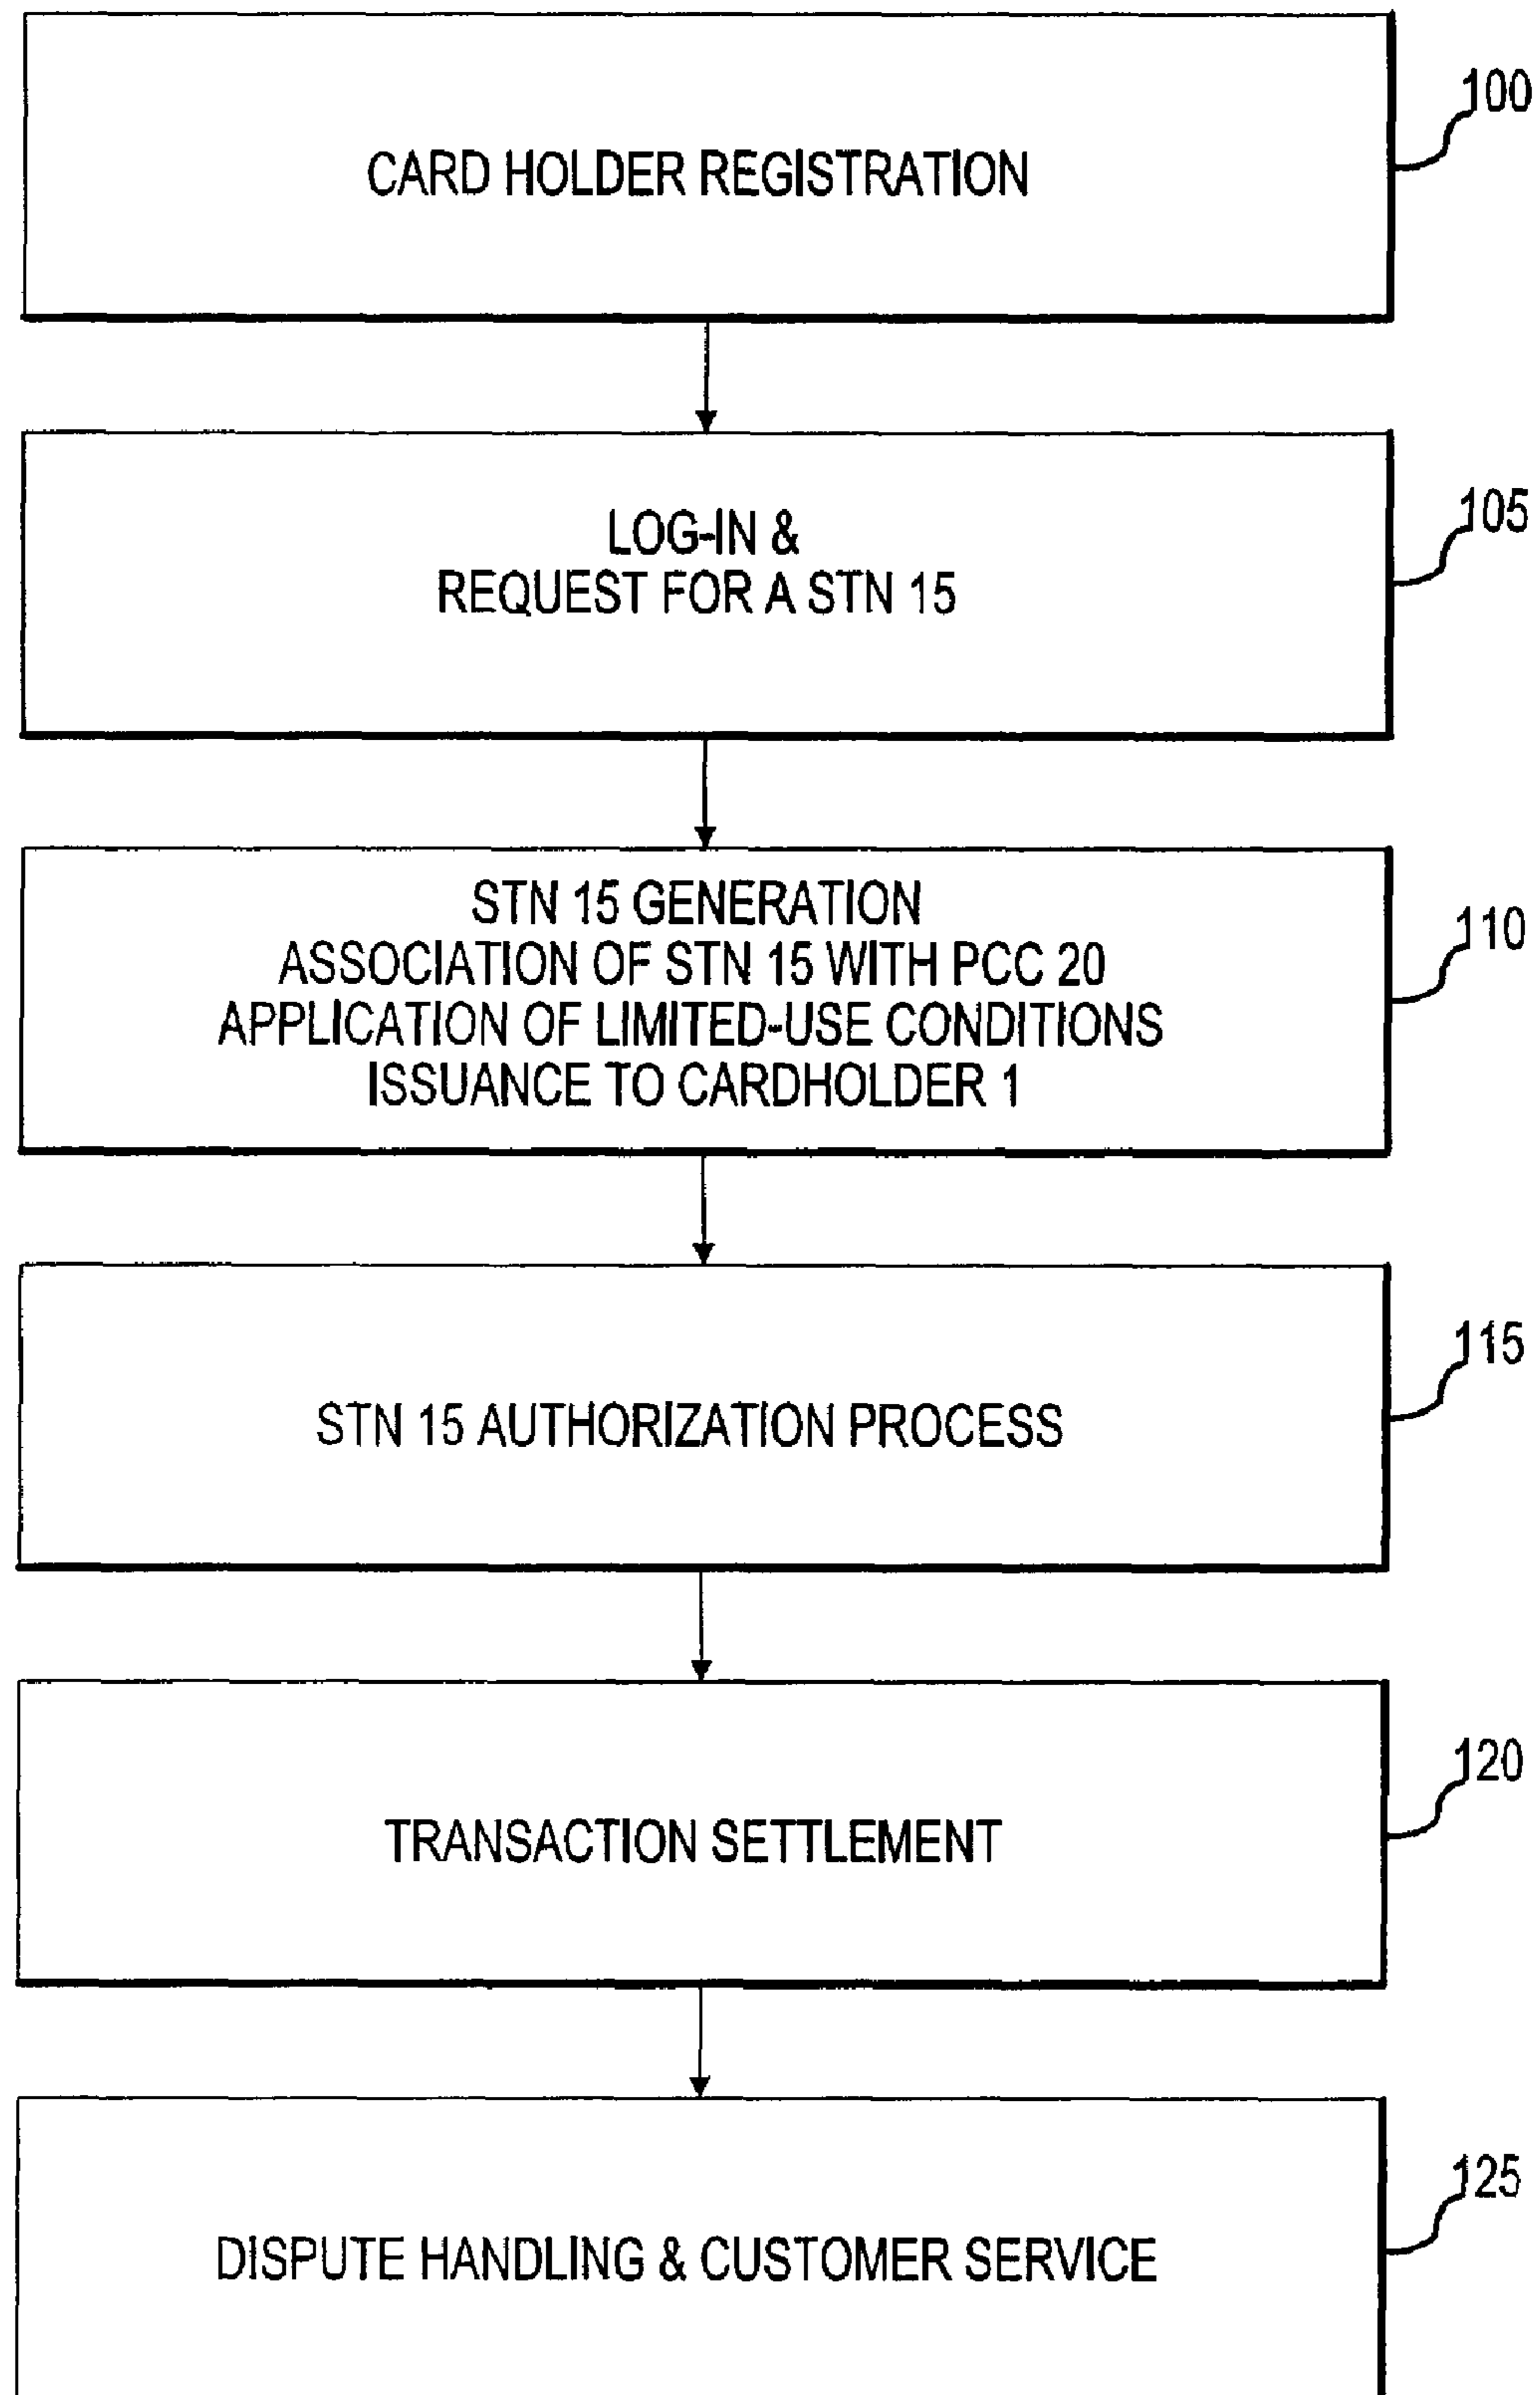 CARD HOLDER REGISTRATION
100
LOG-IN &
REQUEST FOR A STN 15
105
STN 15 GENERATION
ASSOCIATION OF STN 15 WITH PCC 20
APPLICATION OF LIMITED-USE CONDITIONS
ISSUANCE TO CARDHOLDER 1
110
STN 15 AUTHORIZATION PROCESS
115
TRANSACTION SETTLEMENT
120
DISPUTE HANDLING & CUSTOMER SERVICE
125